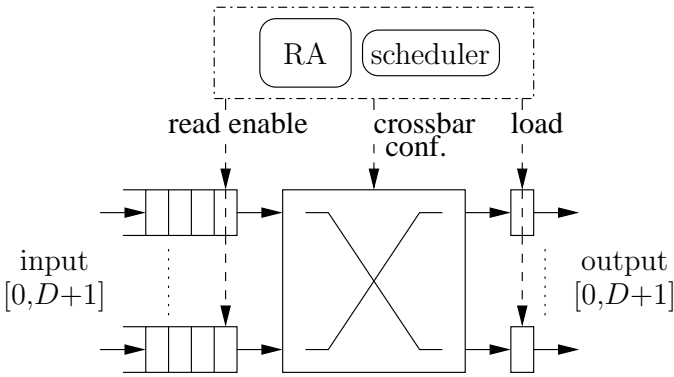 RA scheduler
read enable crossbar load
conf.
input output
[0,D+1] [0,D+1]